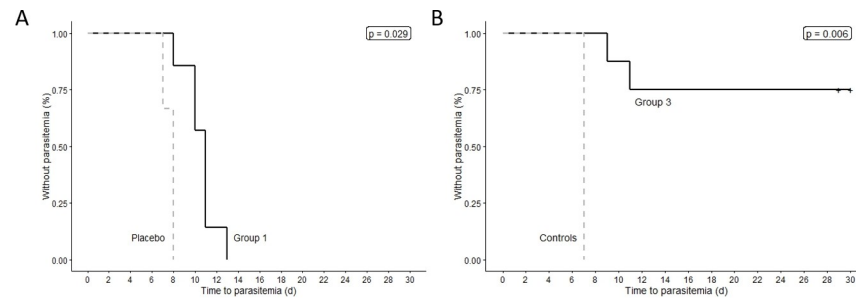 A
p = 0.029
1.00
0.75
0.50
0.25
0.00
Without parasitemia (%)
Placebo
Group 1
0 2 4 6 8 10 12 14 16 18 20 22 24 26 28 30
Time to parasitemia (d)
B
p = 0.006
1.00
0.75
0.50
0.25
0.00
Without parasitemia (%)
Group 3
Controls
0 2 4 6 8 10 12 14 16 18 20 22 24 26 28 30
Time to parasitemia (d)